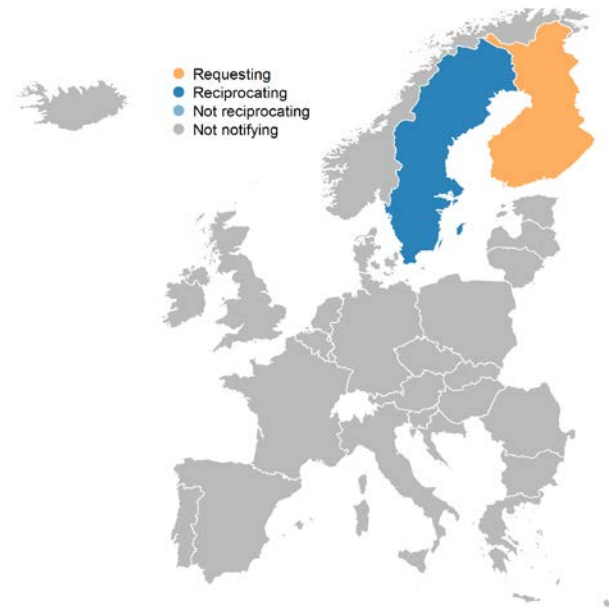 Requesting
Reciprocating
Not reciprocating
Not notifying